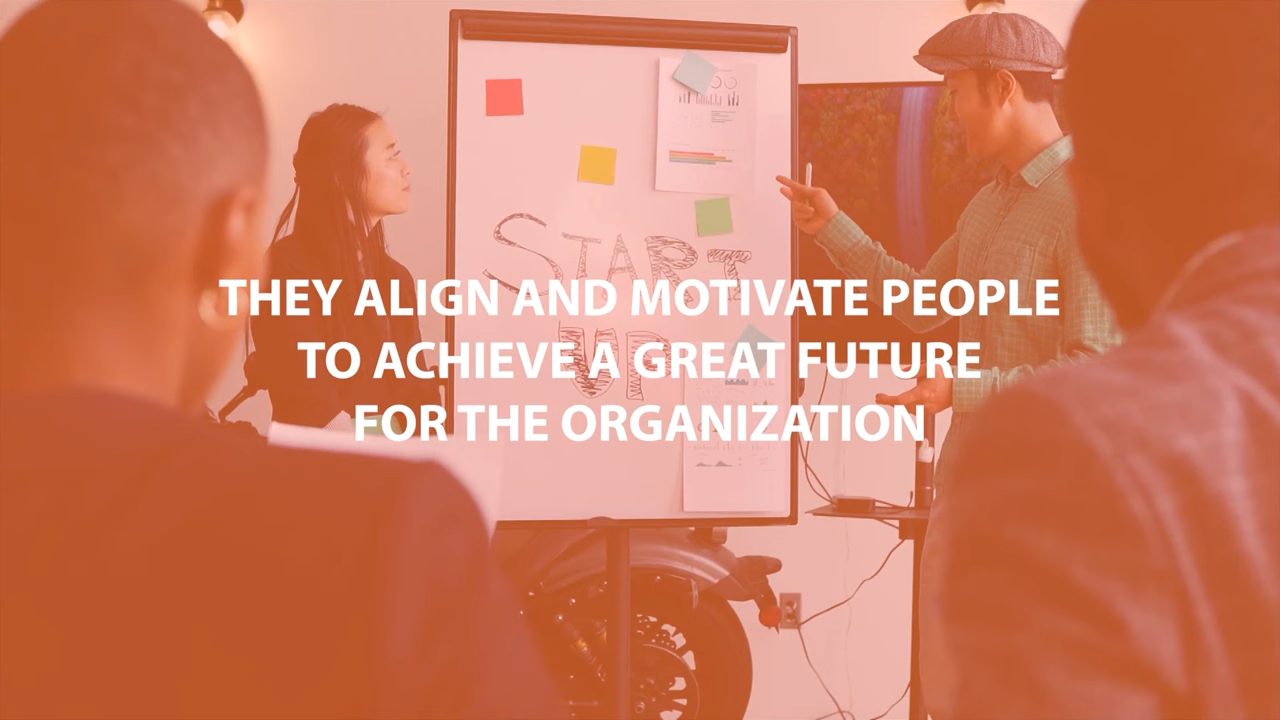 START
UP
THEY ALIGN AND MOTIVATE PEOPLE
TO ACHIEVE A GREAT FUTURE
FOR THE ORGANIZATION